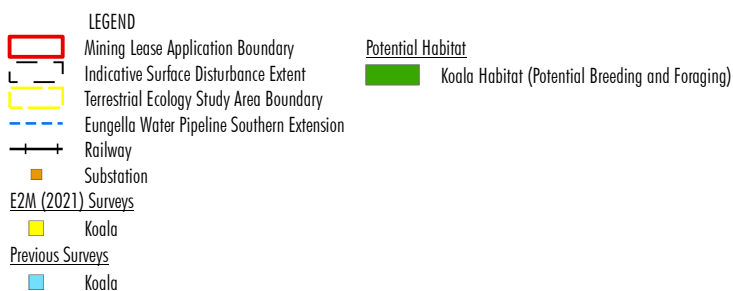 LEGEND
Mining Lease Application Boundary
Indicative Surface Disturbance Extent
Terrestrial Ecology Study Area Boundary
Eungella Water Pipeline Southern Extension
Railway
Substation
E2M (2021) Surveys
Koala
Previous Surveys
Koala
Potential Habitat
Koala Habitat (Potential Breeding and Foraging)